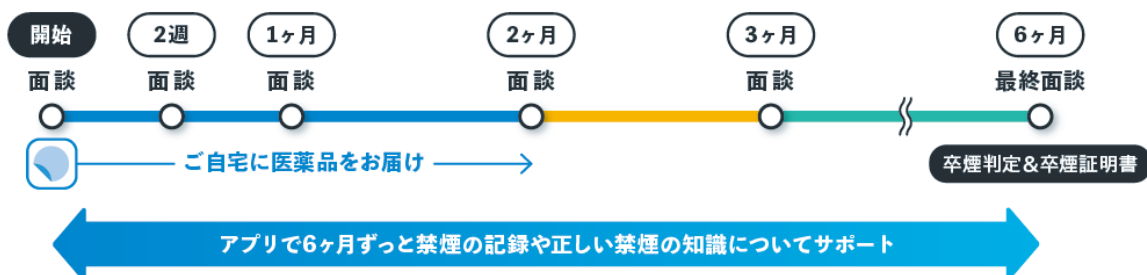 開始 2週 1ヶ月 2ヶ月 3ヶ月 6ヶ月
面談 面談 面談 面談 面談 最終面談
ご自宅に医薬品をお届け
卒煙判定&卒煙証明書
アプリで6ヶ月ずっと禁煙の記録や正しい禁煙の知識についてサポート